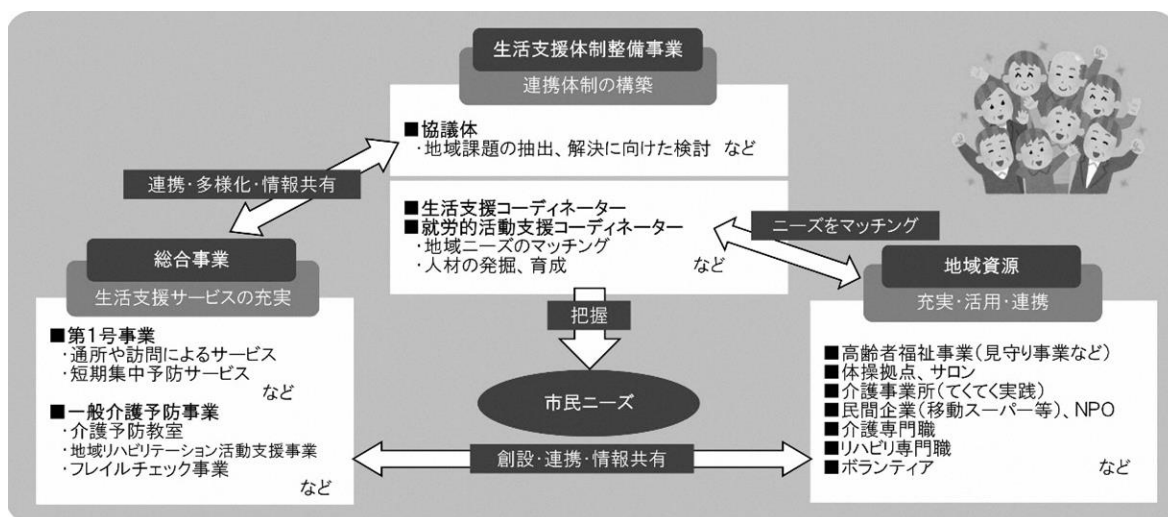 生活支援体制整備事業
連携体制の構築
■協議体
・地域課題の抽出、解決に向けた検討 など
■生活支援コーディネーター
■就労的活動支援コーディネーター
・地域ニーズのマッチング
・人材の発掘、育成 など
連携・多様化・情報共有
ニーズをマッチング
総合事業
生活支援サービスの充実
■第1号事業
・通所や訪問によるサービス
・短期集中予防サービス
など
■一般介護予防事業
・介護予防教室
・地域リハビリテーション活動支援事業
・フレイルチェック事業
など
把握
市民ニーズ
創設・連携・情報共有
地域資源
充実・活用・連携
■高齢者福祉事業(見守り事業など)
■体操拠点、サロン
■介護事業所(てくてく実践)
■民間企業(移動スーパー等)、NPO
■介護専門職
■リハビリ専門職
■ボランティア など